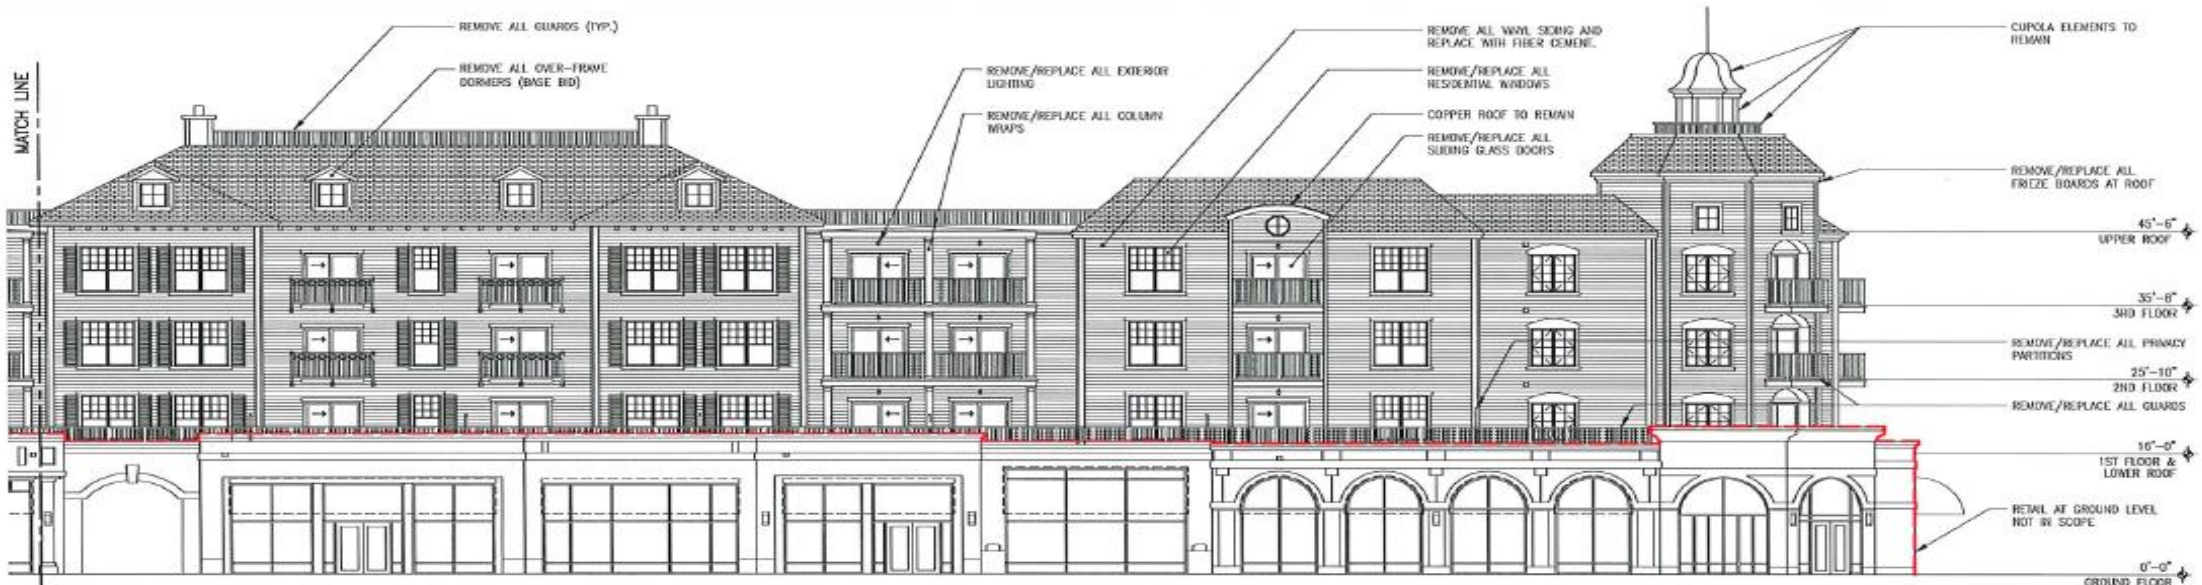 REMOVE ALL GUARDS (TYP.)
REMOVE ALL OVER-FRAME
DORMERS (BASE BID)
MATCH LINE
REMOVE/REPLACE ALL EXTERIOR
LIGHTING
REMOVE/REPLACE ALL COLUMN
WRAPS
REMOVE ALL VINYL SIDING AND
REPLACE WITH FIBER CEMENT.
REMOVE/REPLACE ALL
RESIDENTIAL WINDOWS
COPPER ROOF TO REMAIN
REMOVE/REPLACE ALL
SLIDING GLASS DOORS
CUPOLA ELEMENTS TO
REMAIN
REMOVE/REPLACE ALL
FRIEZE BOARDS AT ROOF
45'-6"
UPPER ROOF
35'-8"
3RD FLOOR
REMOVE/REPLACE ALL PRIVACY
PARTITIONS
25'-10"
2ND FLOOR
REMOVE/REPLACE ALL GUARDS
16'-0"
1ST FLOOR &
LOWER ROOF
RETAIL AT GROUND LEVEL
NOT IN SCOPE
0'-0"
GROUND FLOOR